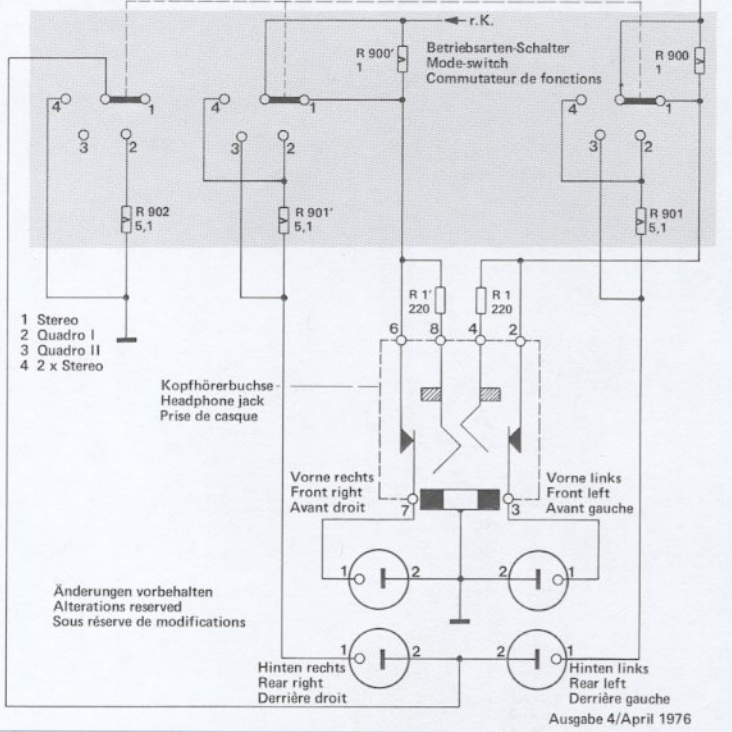 r.K.
R 900'
1
Betriebsarten-Schalter
Mode-switch
Commutateur de fonctions
R 900
1
4
1
3
2
4
1
3
2
4
1
3
2
R 902
5,1
R 901'
5,1
R 901
5,1
1 Stereo
2 Quadro I
3 Quadro II
4 2 x Stereo
R 1'
220
R 1
220
6
8
4
2
Kopfhörerbuchse
Headphone jack
Prise de casque
Vorne rechts
Front right
Avant droit
Vorne links
Front left
Avant gauche
7
3
1
2
2
1
Änderungen vorbehalten
Alterations reserved
Sous réserve de modifications
1
2
2
1
Hinten rechts
Rear right
Derrière droit
Hinten links
Rear left
Derrière gauche
Ausgabe 4/April 1976